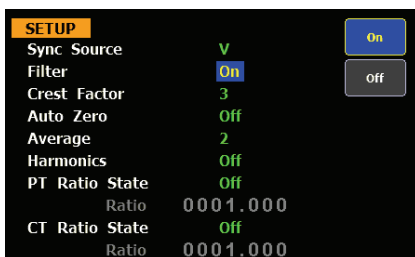 SETUP
Sync Source V
Filter On
Crest Factor 3
Auto Zero Off
Average 2
Harmonics Off
PT Ratio State Off
Ratio 0001.000
CT Ratio State Off
Ratio 0001.000
On
Off